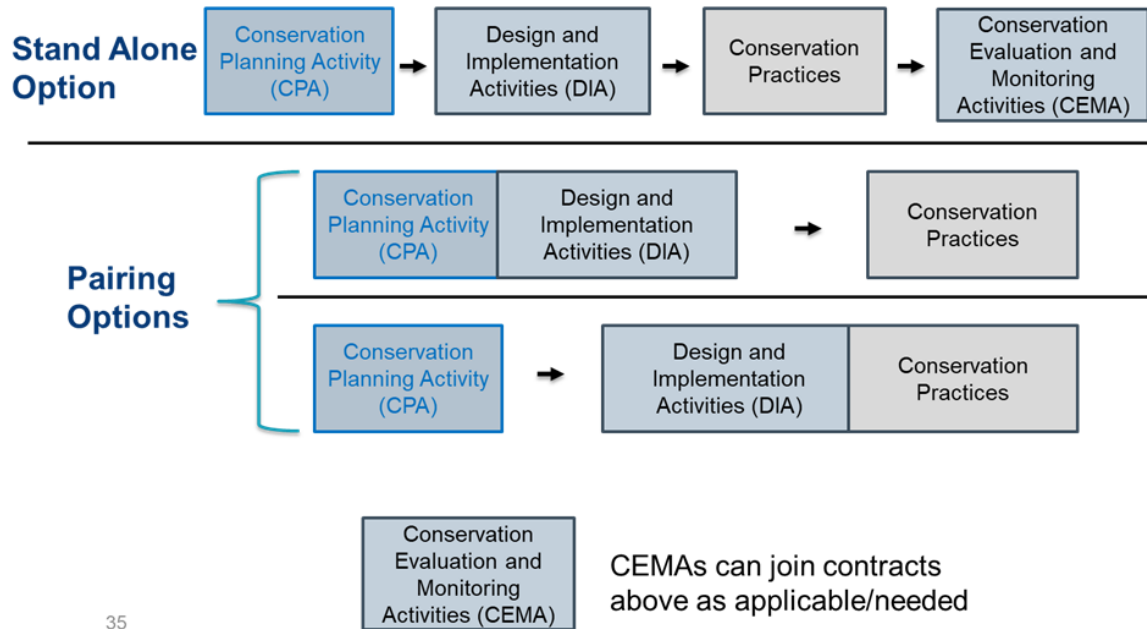 Stand Alone
Option
Conservation
Planning Activity
(CPA)
Design and
Implementation
Activities (DIA)
Conservation
Practices
Conservation
Evaluation and
Monitoring
Activities (CEMA)
Pairing
Options
Conservation
Planning Activity
(CPA)
Design and
Implementation
Activities (DIA)
Conservation
Practices
Conservation
Planning Activity
(CPA)
Design and
Implementation
Activities (DIA)
Conservation
Practices
Conservation
Evaluation and
Monitoring
Activities (CEMA)
CEMAs can join contracts
above as applicable/needed
35